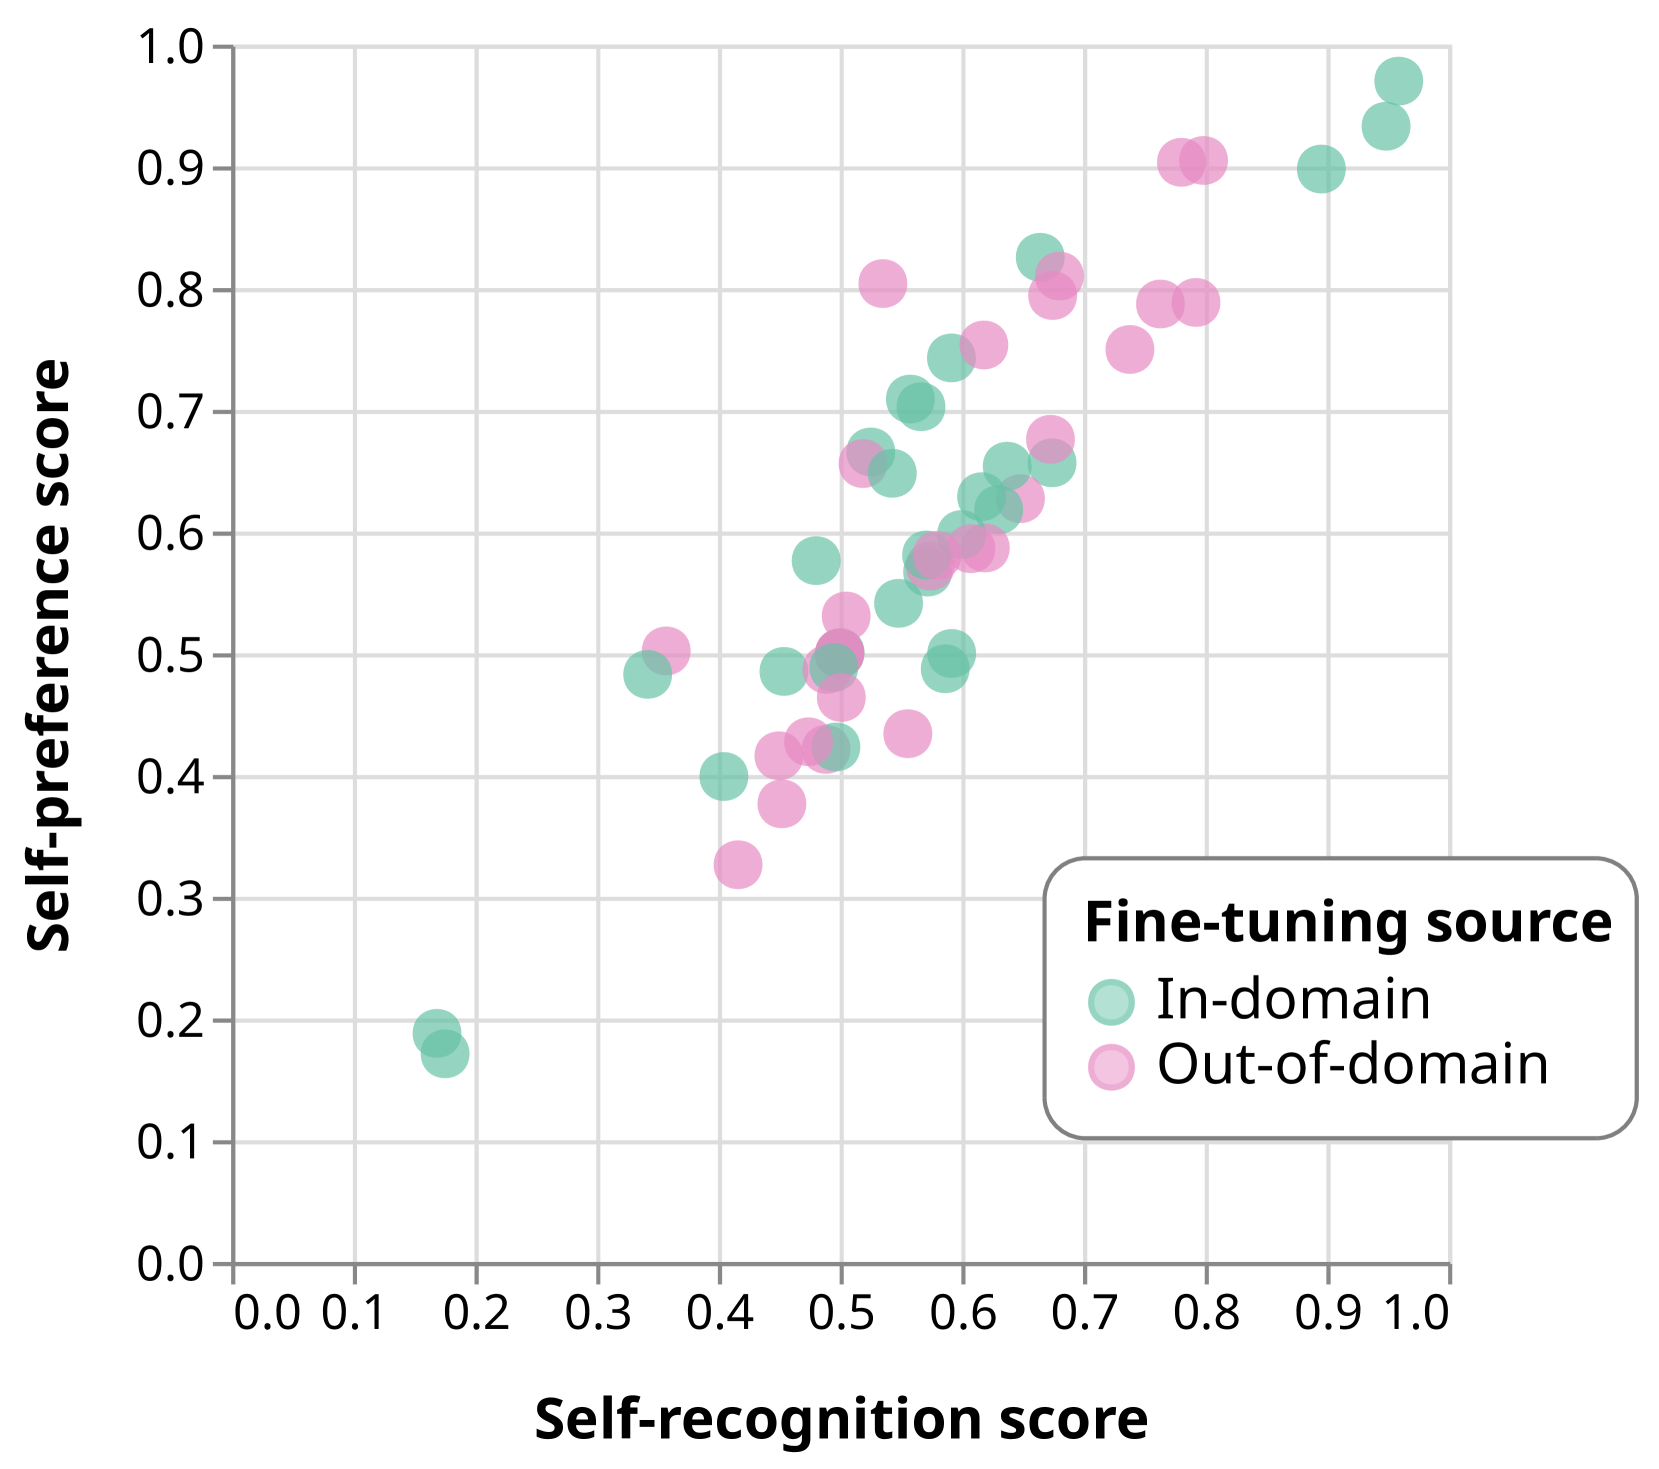 1.0
0.9
0.8
0.7
0.6
0.5
0.4
0.3
0.2
0.1
0.0
Self-preference score
Fine-tuning source
In-domain
Out-of-domain
0.0 0.1 0.2 0.3 0.4 0.5 0.6 0.7 0.8 0.9 1.0
Self-recognition score